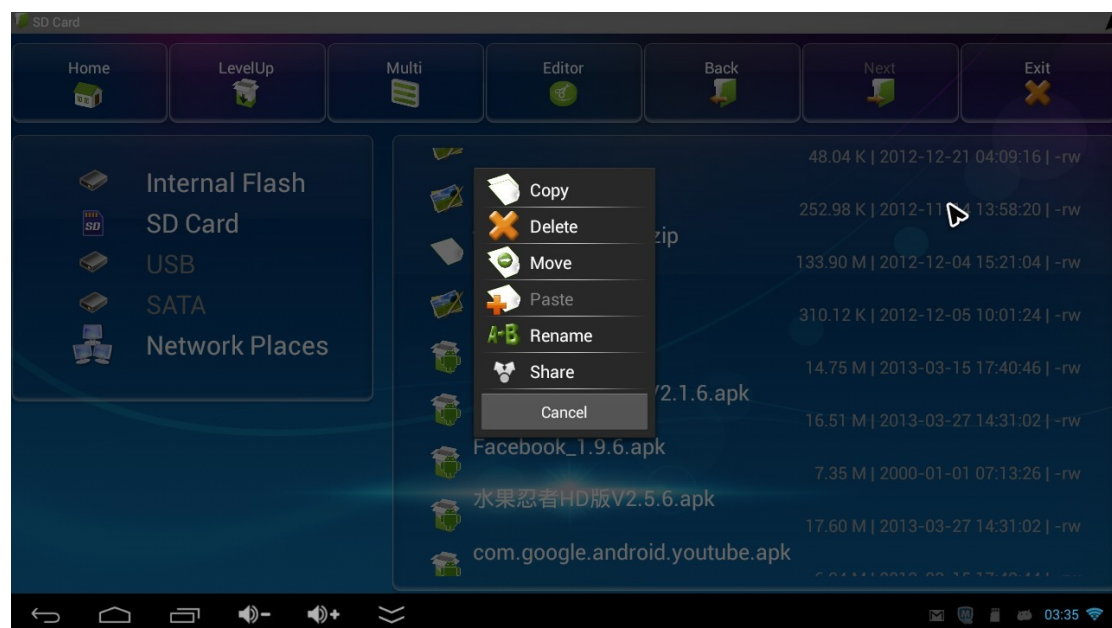 SD Card
Home LevelUp Multi Editor Back Next Exit
Internal Flash
SD Card
USB
SATA
Network Places
Copy
Delete
Move
Paste
Rename
Share
Cancel
48.04 K | 2012-12-21 04:09:16 | -rw
252.98 K | 2012-11- 13:58:20 | -rw
zip
133.90 M | 2012-12-04 15:21:04 | -rw
310.12 K | 2012-12-05 10:01:24 | -rw
14.75 M | 2013-03-15 17:40:46 | -rw
V2.1.6.apk
16.51 M | 2013-03-27 14:31:02 | -rw
Facebook_1.9.6.apk
7.35 M | 2000-01-01 07:13:26 | -rw
水果忍者HD版V2.5.6.apk
17.60 M | 2013-03-27 14:31:02 | -rw
com.google.android.youtube.apk
03:35